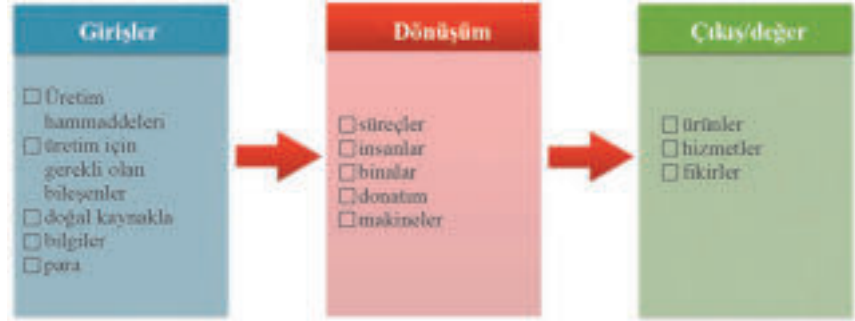 Girişler
☐ Üretim
hammaddeleri
☐ üretim için
gerekli olan
bileşenler
☐ doğal kaynakla
☐ bilgiler
☐ para
Dönüşüm
☐ süreçler
☐ insanlar
☐ binalar
☐ donatım
☐ makineler
Çıkış/değer
☐ ürünler
☐ hizmetler
☐ fikirler